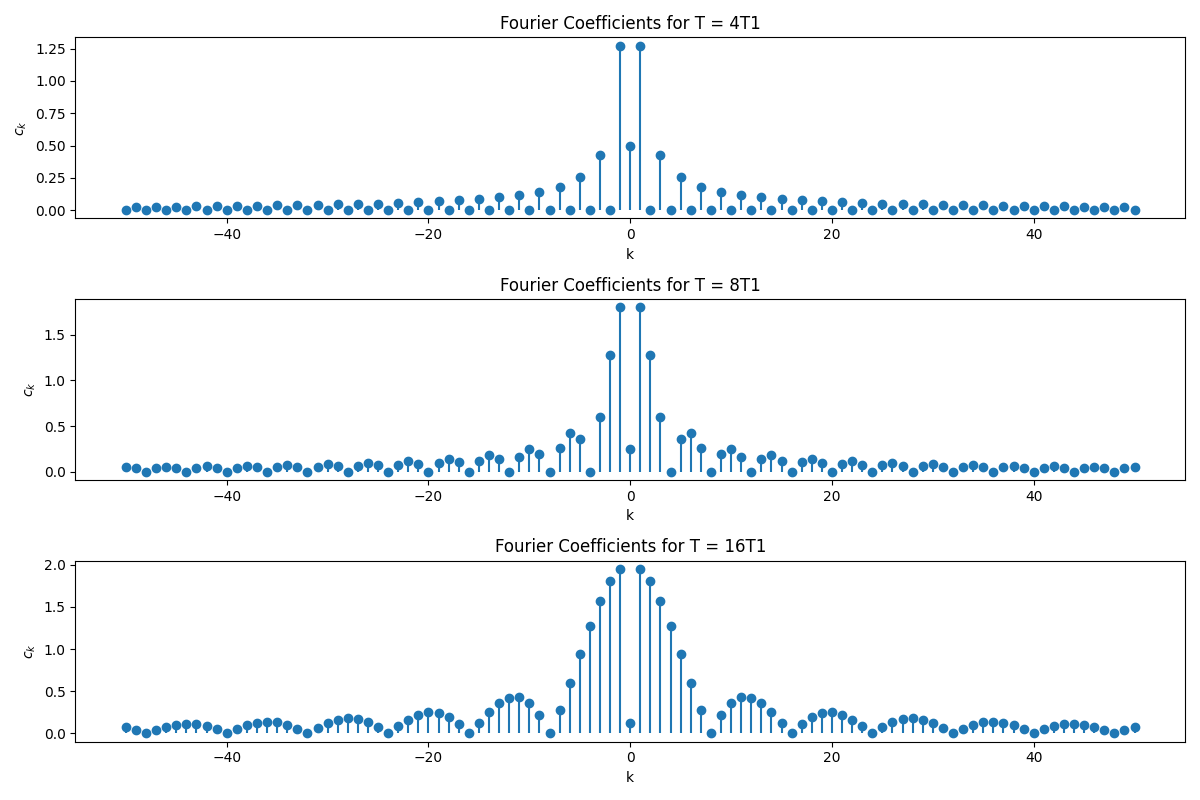 Fourier Coefficients for T = 4T1
1.25
1.00
0.75
0.50
0.25
0.00
c_k
−40 −20 0 20 40
k
Fourier Coefficients for T = 8T1
1.5
1.0
0.5
0.0
c_k
−40 −20 0 20 40
k
Fourier Coefficients for T = 16T1
2.0
1.5
1.0
0.5
0.0
c_k
−40 −20 0 20 40
k